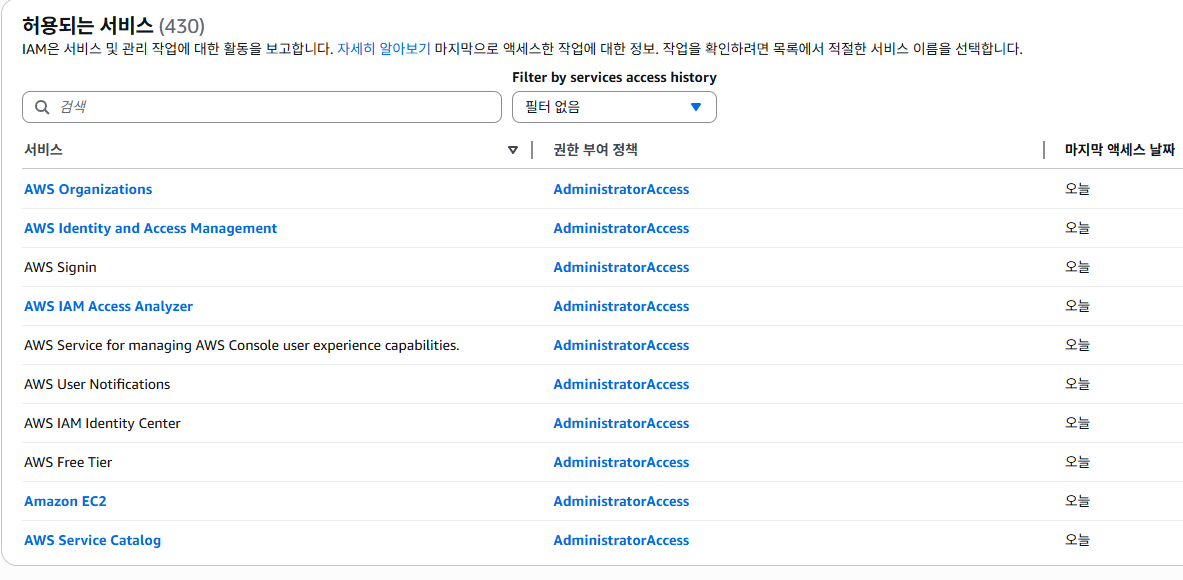 허용되는 서비스 (430)
IAM은 서비스 및 관리 작업에 대한 활동을 보고합니다. 자세히 알아보기 마지막으로 액세스한 작업에 대한 정보. 작업을 확인하려면 목록에서 적절한 서비스 이름을 선택합니다.
Filter by services access history
검색 필터 없음
서비스 권한 부여 정책 마지막 액세스 날짜
AWS Organizations AdministratorAccess 오늘
AWS Identity and Access Management AdministratorAccess 오늘
AWS Signin AdministratorAccess 오늘
AWS IAM Access Analyzer AdministratorAccess 오늘
AWS Service for managing AWS Console user experience capabilities. AdministratorAccess 오늘
AWS User Notifications AdministratorAccess 오늘
AWS IAM Identity Center AdministratorAccess 오늘
AWS Free Tier AdministratorAccess 오늘
Amazon EC2 AdministratorAccess 오늘
AWS Service Catalog AdministratorAccess 오늘